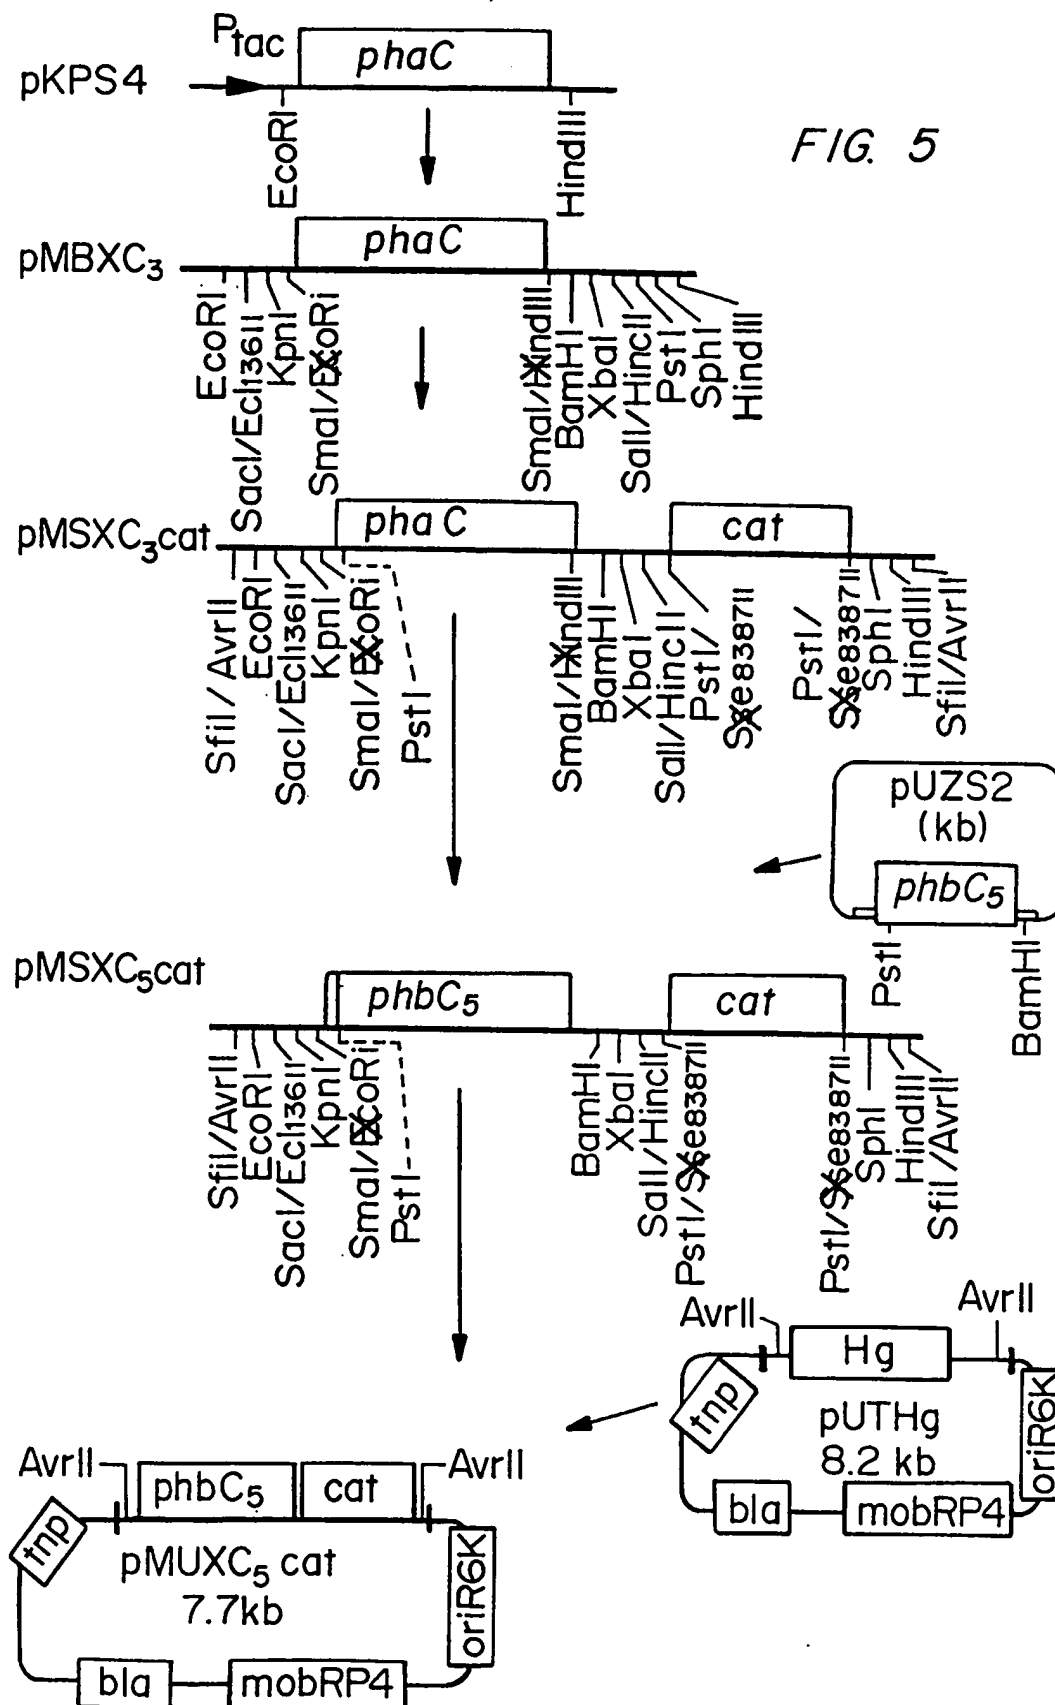 Ptac
phaC
pKPS4
EcoRI
HindIII
FIG. 5
phaC
pMBXC3
EcoRI
SacI/Ecl136II
KpnI
SmaI/EcoRi
SmaI/HindIII
BamHI
XbaI
SalI/HincII
PstI
SphI
HindIII
phaC
cat
pMSXC3cat
SfiI/AvrII
EcoRI
SacI/Ecl136II
KpnI
SmaI/EcoRi
PstI
SmaI/HindIII
BamHI
XbaI
SalI/HincII
PstI/
Sse8387II
PstI/
Sse8387II
SphI
HindIII
SfiI/AvrII
pUZS2
(kb)
phbC5
PstI
BamHI
pMSXC5cat
phbC5
cat
SfiI/AvrII
EcoRI
SacI/Ecl136II
KpnI
SmaI/EcoRi
PstI
BamHI
XbaI
SalI/HincII
PstI/Sse8387II
PstI/Sse8387II
SphI
HindIII
SfiI/AvrII
AvrII
AvrII
Hg
tnp
pUTHg
8.2 kb
oriR6K
bla
mobRP4
AvrII
phbC5
cat
AvrII
tnp
pMUXC5 cat
7.7kb
oriR6K
bla
mobRP4